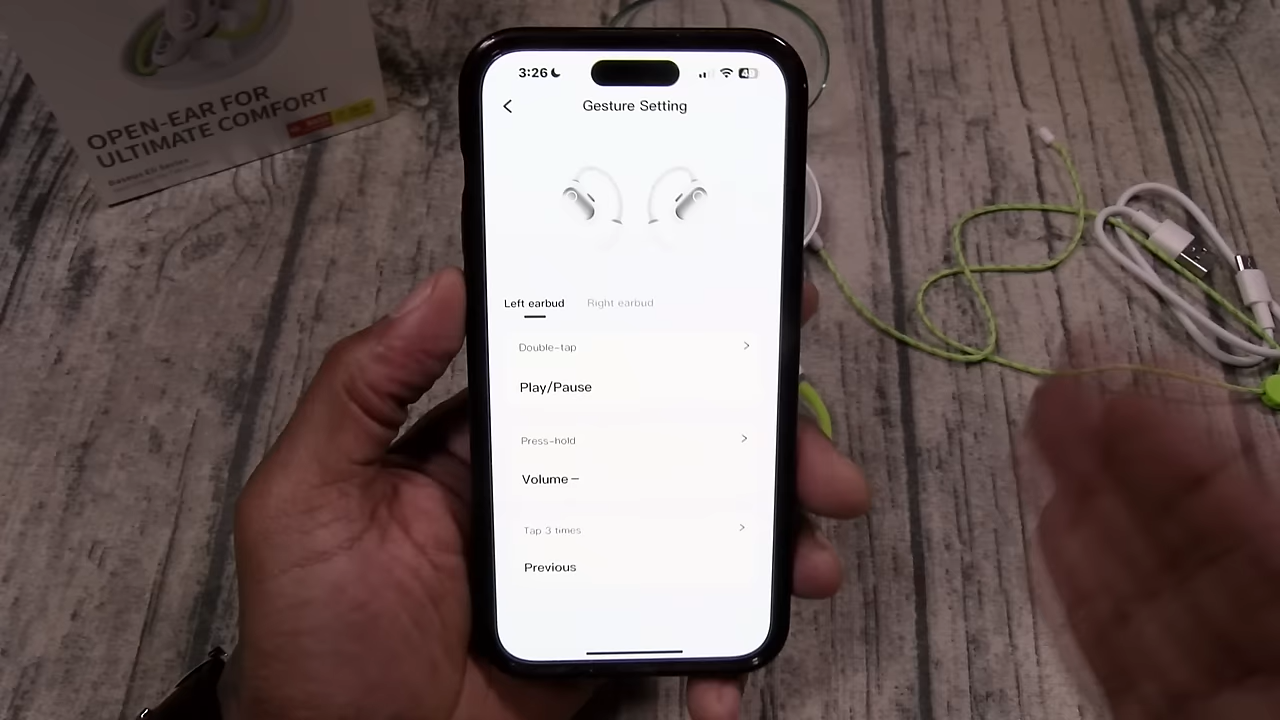 OPEN-EAR FOR
ULTIMATE COMFORT
3:26
Gesture Setting
Left earbud
Right earbud
Double-tap
Play/Pause
Press-hold
Volume −
Tap 3 times
Previous